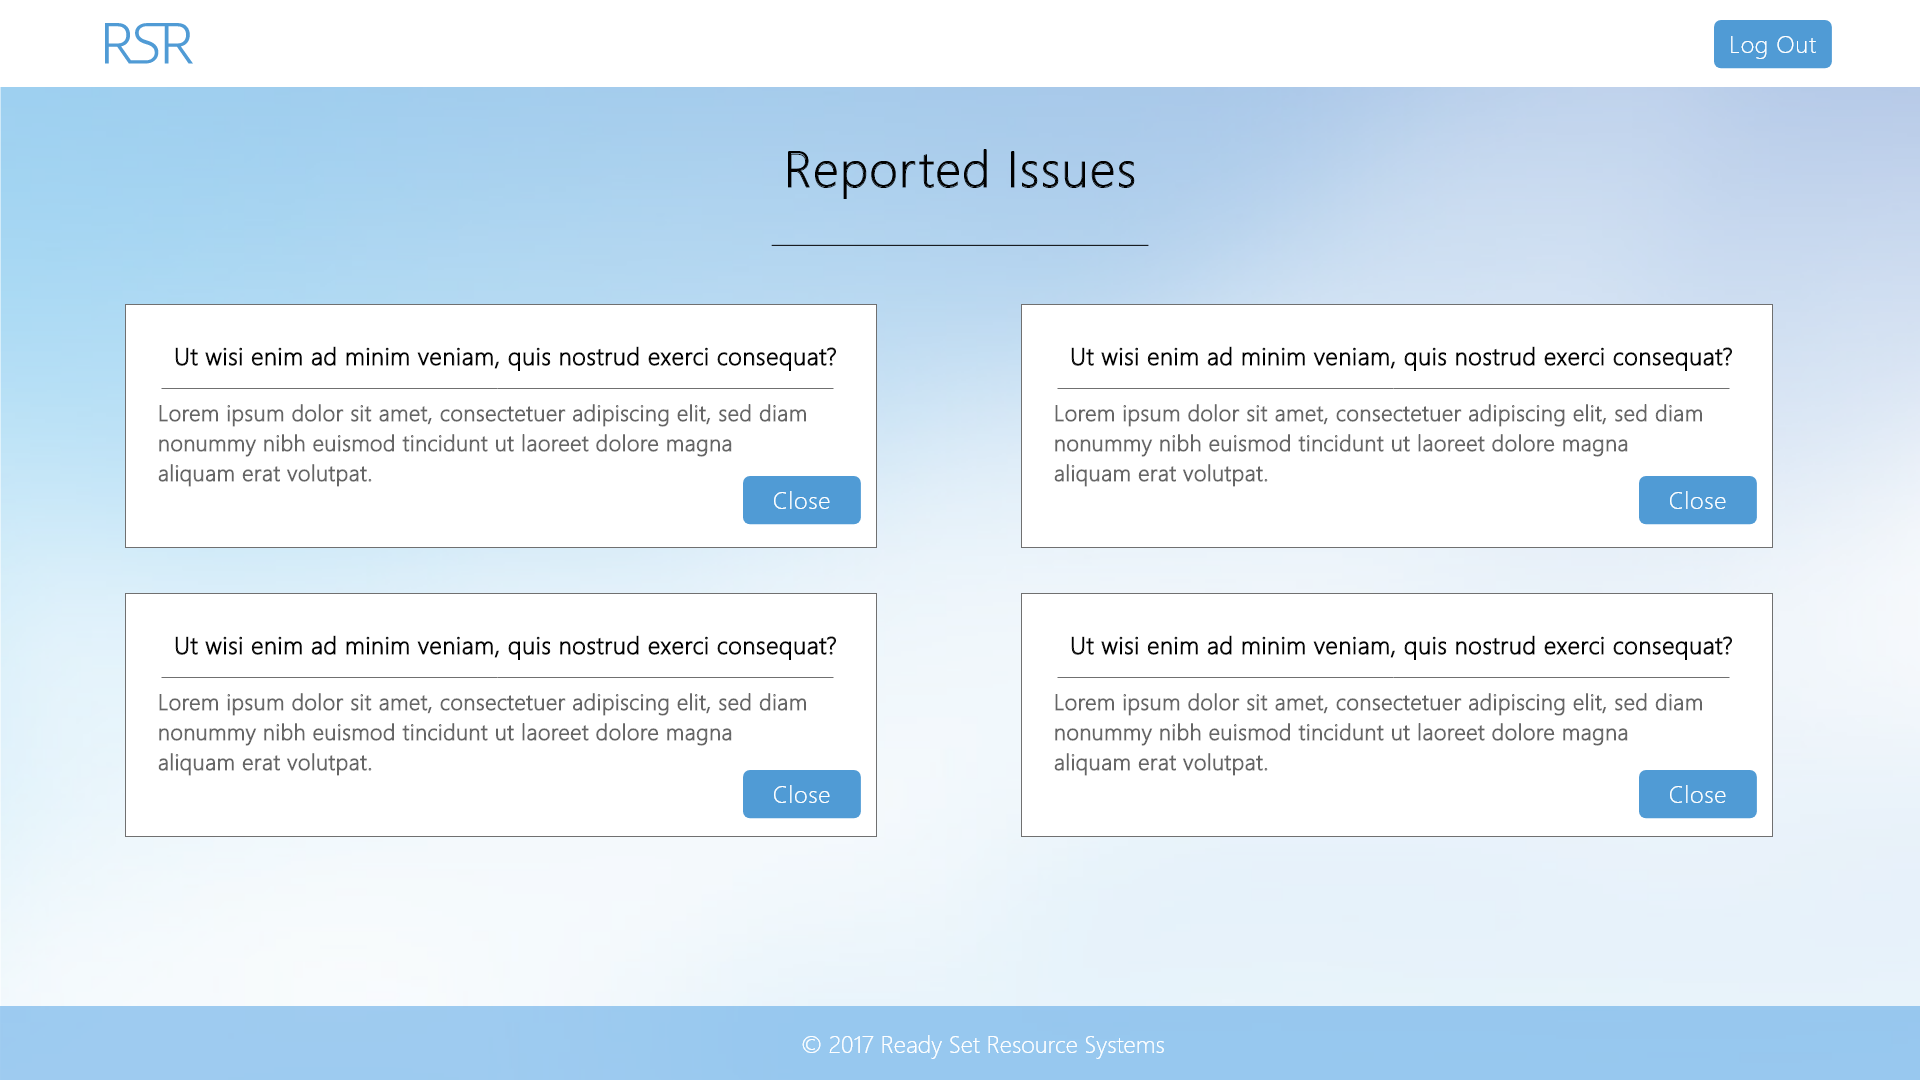 RSR
Log Out
Reported Issues
Ut wisi enim ad minim veniam, quis nostrud exerci consequat?
Lorem ipsum dolor sit amet, consectetuer adipiscing elit, sed diam
nonummy nibh euismod tincidunt ut laoreet dolore magna
aliquam erat volutpat.
Close
Ut wisi enim ad minim veniam, quis nostrud exerci consequat?
Lorem ipsum dolor sit amet, consectetuer adipiscing elit, sed diam
nonummy nibh euismod tincidunt ut laoreet dolore magna
aliquam erat volutpat.
Close
Ut wisi enim ad minim veniam, quis nostrud exerci consequat?
Lorem ipsum dolor sit amet, consectetuer adipiscing elit, sed diam
nonummy nibh euismod tincidunt ut laoreet dolore magna
aliquam erat volutpat.
Close
Ut wisi enim ad minim veniam, quis nostrud exerci consequat?
Lorem ipsum dolor sit amet, consectetuer adipiscing elit, sed diam
nonummy nibh euismod tincidunt ut laoreet dolore magna
aliquam erat volutpat.
Close
© 2017 Ready Set Resource Systems